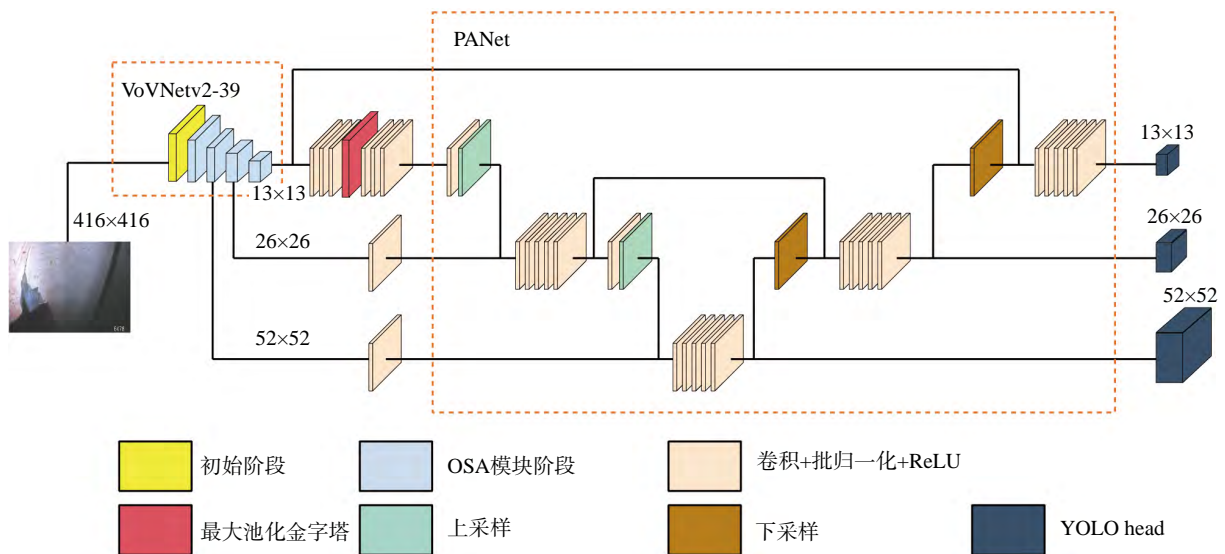 PANet
VoVNetv2-39
13×13
13×13
416×416
26×26
26×26
52×52
52×52
初始阶段
OSA模块阶段
卷积+批归一化+ReLU
最大池化金字塔
上采样
下采样
YOLO head